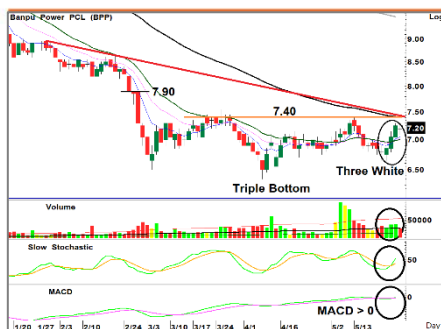 Banpu Power PCL (BPP)
Log
9.00
8.50
8.00
7.90
7.40
7.50
7.20
7.00
6.50
Three White
Triple Bottom
Volume
50000
Slow Stochastic
50
MACD
0
MACD > 0
1/20 1/27 2/3 2/10 2/24 3/3 3/10 3/17 3/24 4/1 4/16 5/2 5/13 Day